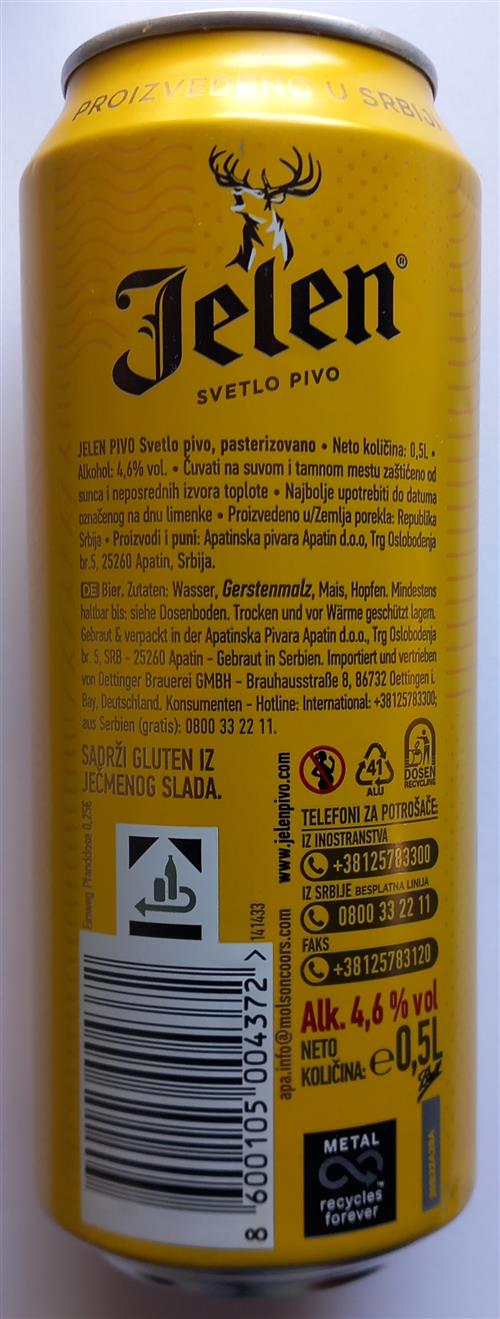 PROIZVEDENO U SRBIJI
Jelen®
SVETLO PIVO
JELEN PIVO Svetlo pivo, pasterizovano • Neto količina: 0,5L •
Alkohol: 4,6% vol. • Čuvati na suvom i tamnom mestu zaštićeno od
sunca i neposrednih izvora toplote • Najbolje upotrebiti do datuma
označenog na dnu limenke • Proizvedeno u/Zemlja porekla: Republika
Srbija • Proizvodi i puni: Apatinska pivara Apatin d.o.o, Trg Oslobođenja
br.5, 25260 Apatin, Srbija.
DE Bier. Zutaten: Wasser, Gerstenmalz, Mais, Hopfen. Mindestens
haltbar bis: siehe Dosenboden. Trocken und vor Wärme geschützt lagern.
Gebraut & verpackt in der Apatinska Pivara Apatin d.o.o., Trg Oslobođenja
br. 5, SRB - 25260 Apatin - Gebraut in Serbien. Importiert und vertrieben
von Oettinger Brauerei GMBH - Brauhausstraße 8, 86732 Oettingen i.
Bay, Deutschland. Konsumenten - Hotline: International: +38125783300;
aus Serbien (gratis): 0800 33 22 11.
SADRŽI GLUTEN IZ
JEČMENOG SLADA.
Einweg Pfanddose 0,25€
www.jelenpivo.com
apa.info@molsoncoors.com
41
ALU
DOSEN
RECYCLING
TELEFONI ZA POTROŠAČE:
IZ INOSTRANSTVA
+38125783300
IZ SRBIJE BESPLATNA LINIJA
0800 33 22 11
FAKS
+38125783120
Alk. 4,6 % vol
NETO
KOLIČINA: e 0,5L
141433
8 600105 004372 >
METAL
recycles™
forever